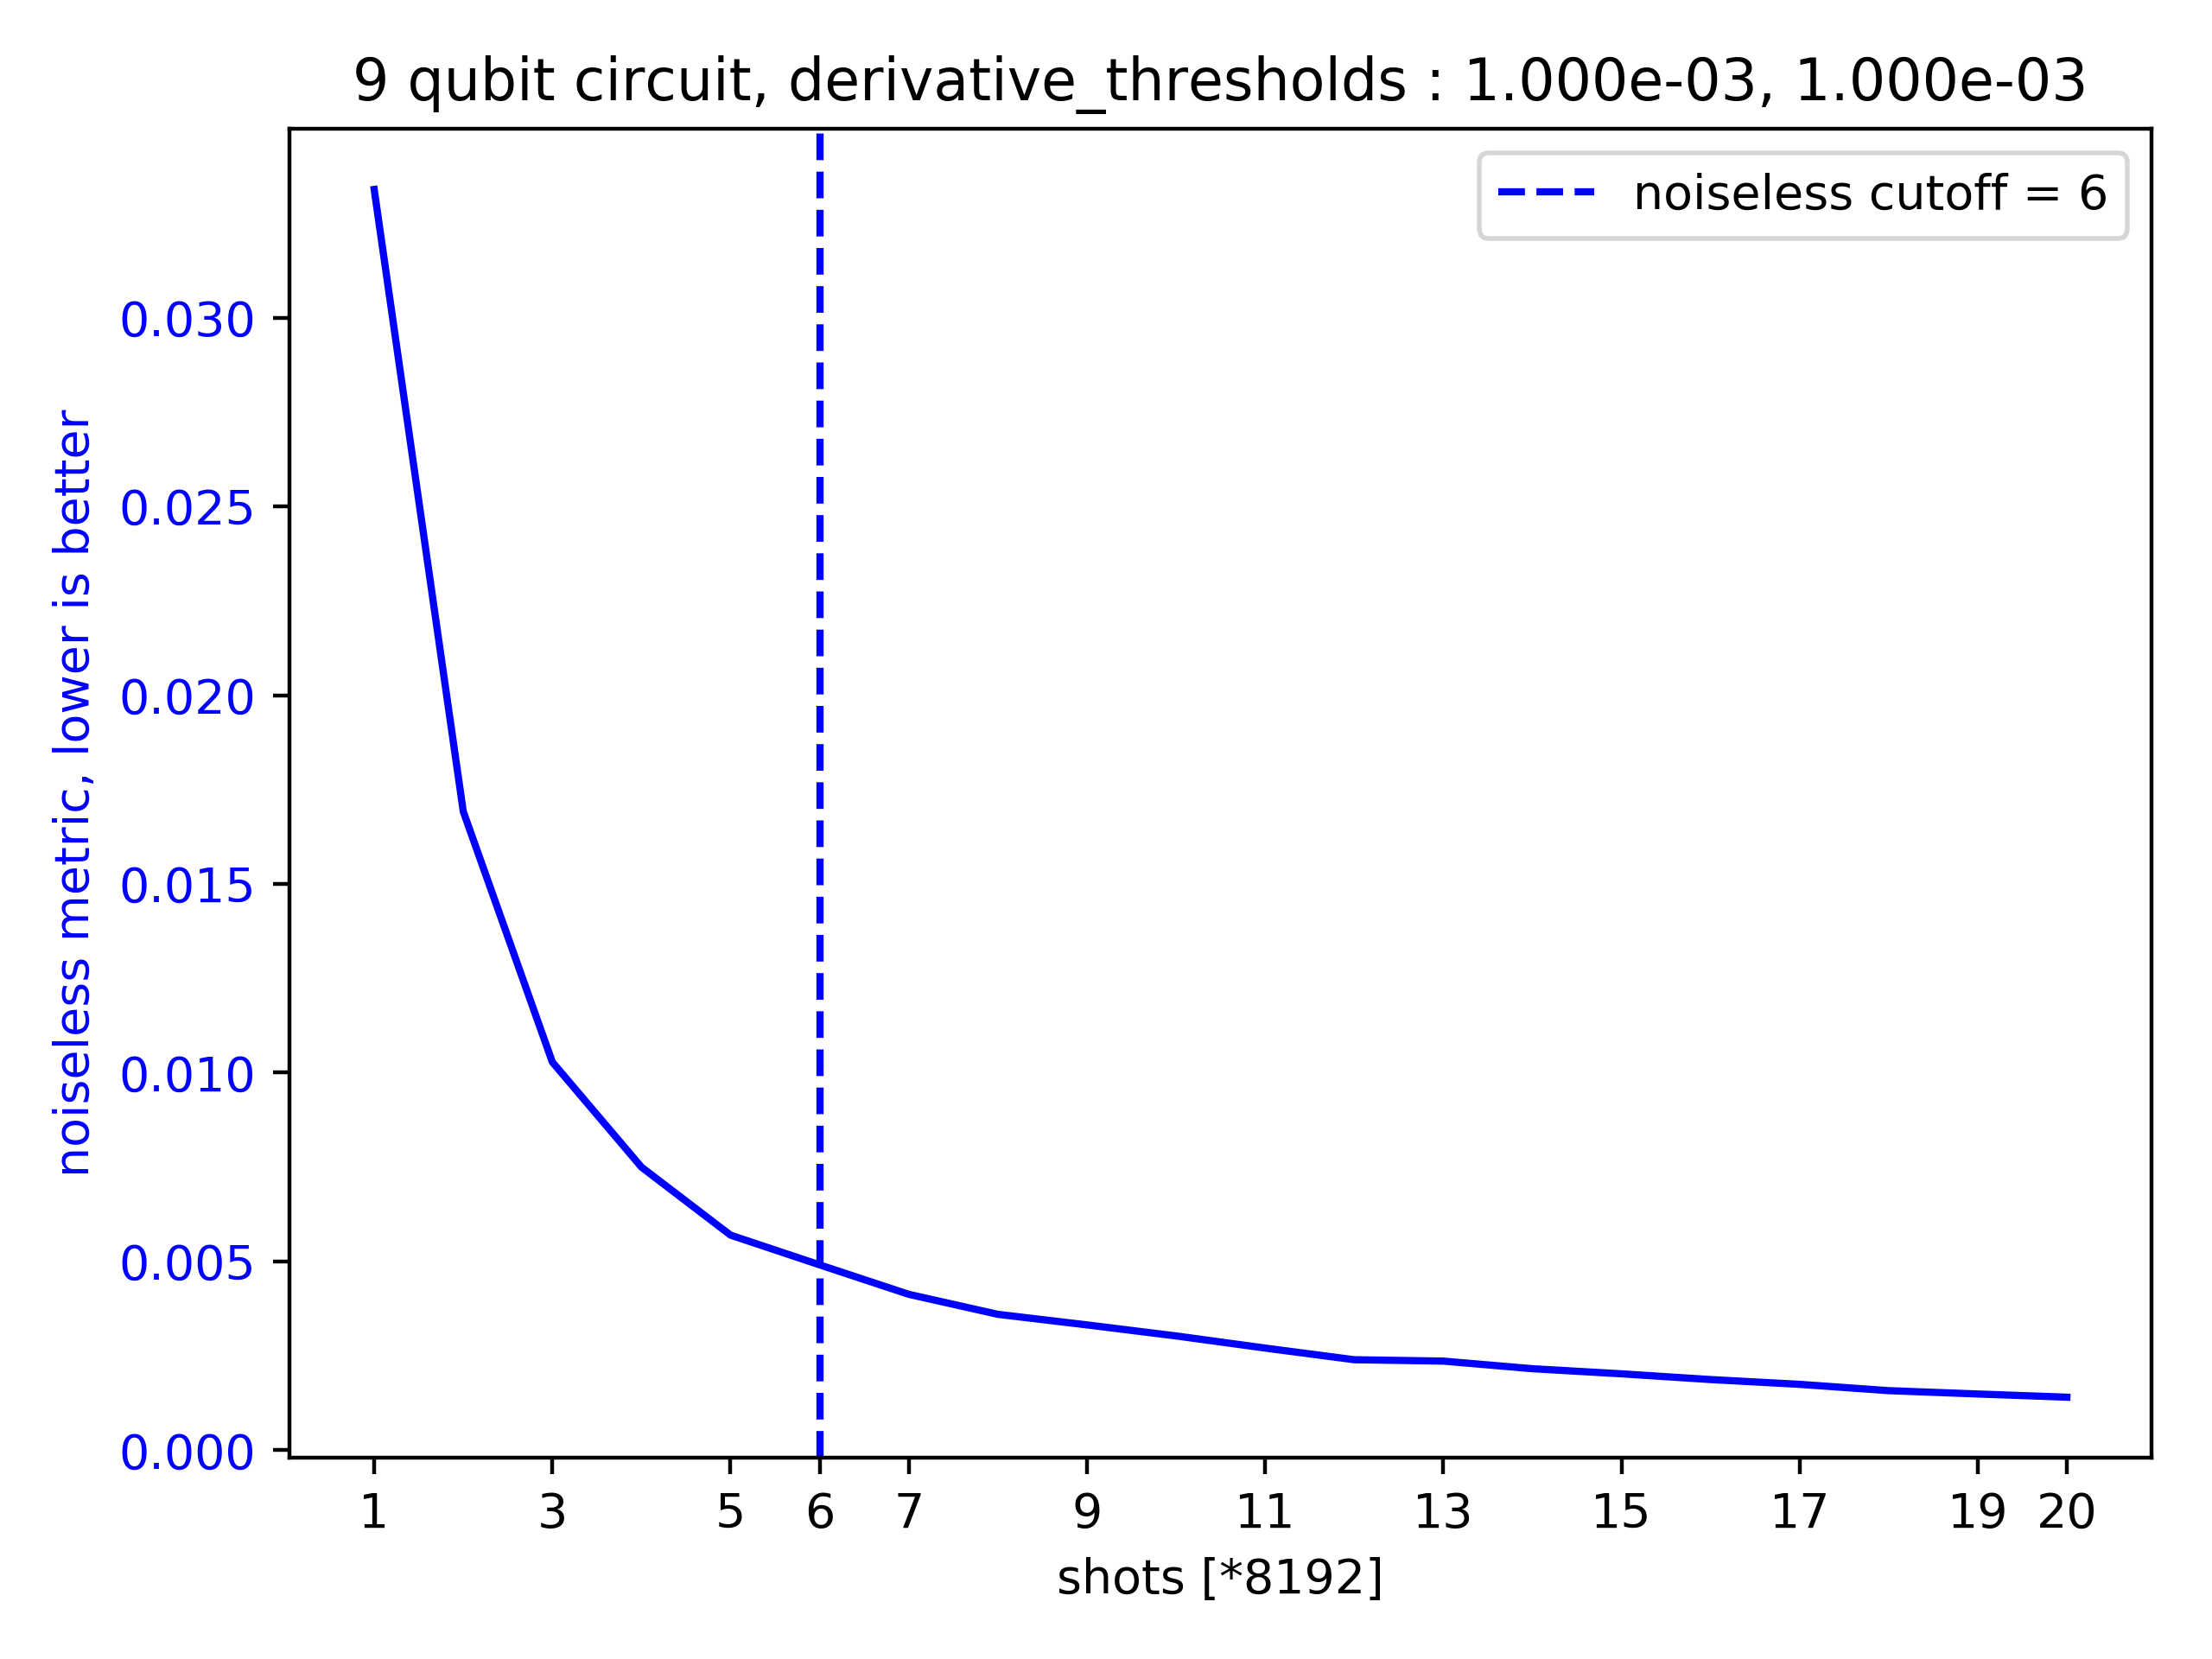 9 qubit circuit, derivative_thresholds : 1.000e-03, 1.000e-03
noiseless cutoff = 6
noiseless metric, lower is better
0.030
0.025
0.020
0.015
0.010
0.005
0.000
1 3 5 6 7 9 11 13 15 17 19 20
shots [*8192]